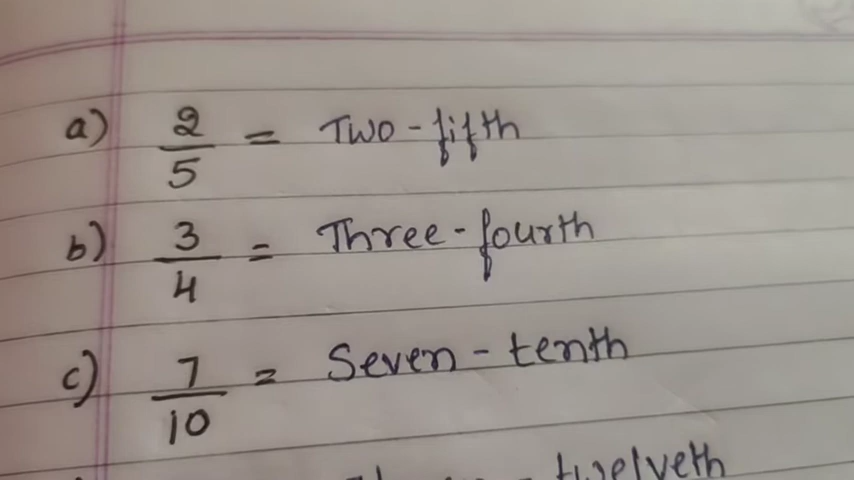 a) 2/5 = Two-fifth
b) 3/4 = Three-fourth
c) 7/10 = Seven-tenth
- twelveth